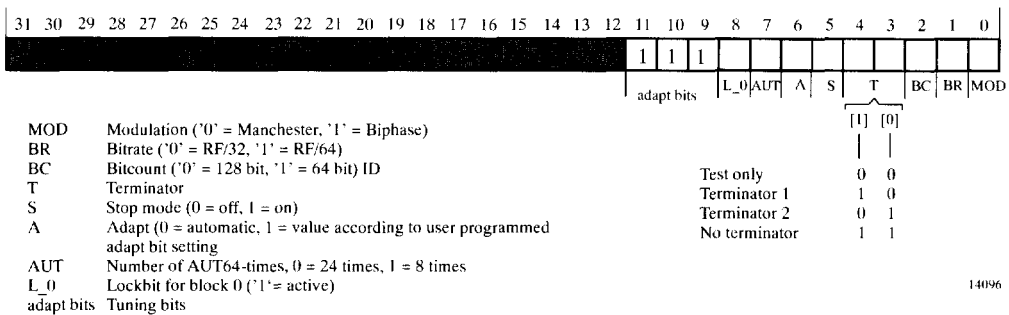 31 30 29 28 27 26 25 24 23 22 21 20 19 18 17 16 15 14 13 12 11 10 9 8 7 6 5 4 3 2 1 0
1 1 1
adapt bits L_0 AUT A S T BC BR MOD
[1] [0]
MOD Modulation ('0' = Manchester, '1' = Biphase)
BR Bitrate ('0' = RF/32, '1' = RF/64)
BC Bitcount ('0' = 128 bit, '1' = 64 bit) ID
T Terminator
S Stop mode (0 = off, 1 = on)
A Adapt (0 = automatic, 1 = value according to user programmed
adapt bit setting
AUT Number of AUT64-times, 0 = 24 times, 1 = 8 times
L_0 Lockbit for block 0 ('1'= active)
adapt bits Tuning bits
Test only 0 0
Terminator 1 1 0
Terminator 2 0 1
No terminator 1 1
14096